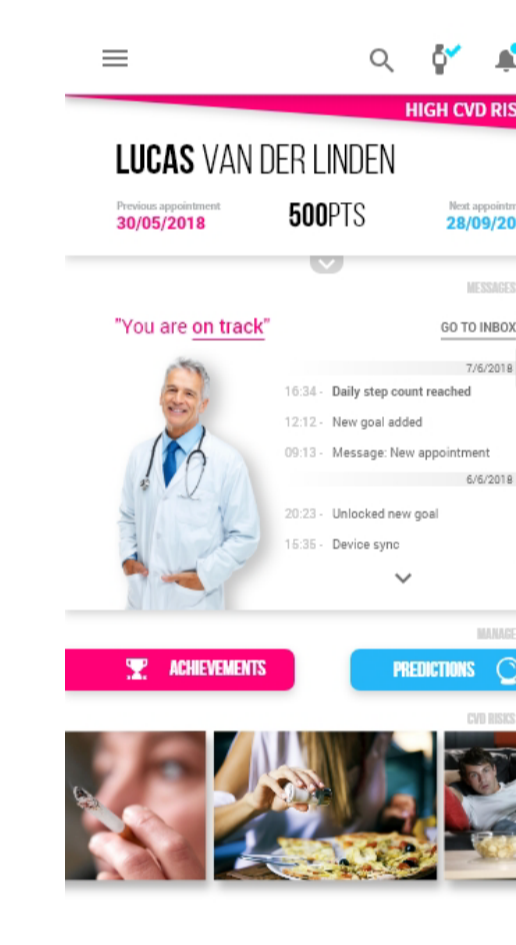 HIGH CVD RIS
LUCAS VAN DER LINDEN
Previous appointment
30/05/2018
500PTS
Next appointm
28/09/20
MESSAGES
"You are on track"
GO TO INBOX
7/6/2018
16:34 - Daily step count reached
12:12 - New goal added
09:13 - Message: New appointment
6/6/2018
20:23 - Unlocked new goal
15:35 - Device sync
MANAGE
ACHIEVEMENTS
PREDICTIONS
CVD RISKS